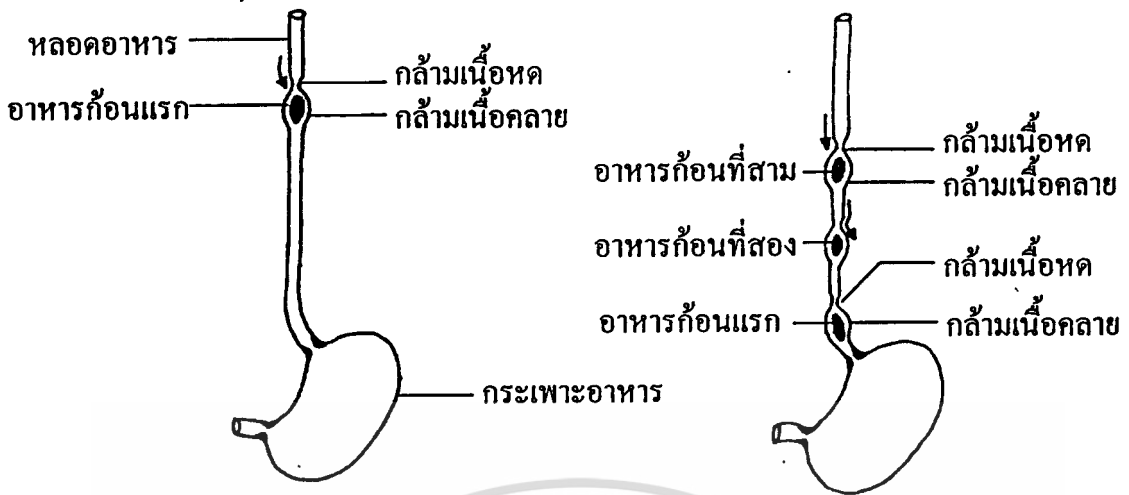 หลอดอาหาร
กล้ามเนื้อหด
อาหารก้อนแรก
กล้ามเนื้อคลาย
กระเพาะอาหาร
กล้ามเนื้อหด
อาหารก้อนที่สาม
กล้ามเนื้อคลาย
อาหารก้อนที่สอง
กล้ามเนื้อหด
อาหารก้อนแรก
กล้ามเนื้อคลาย